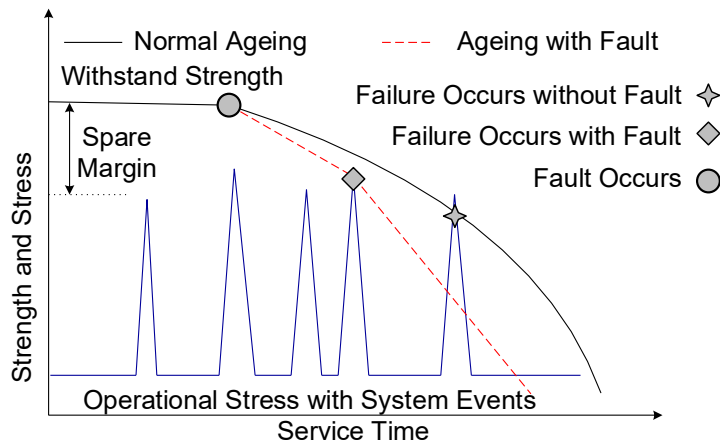 Normal Ageing
Ageing with Fault
Withstand Strength
Failure Occurs without Fault
Spare
Margin
Failure Occurs with Fault
Fault Occurs
Strength and Stress
Operational Stress with System Events
Service Time